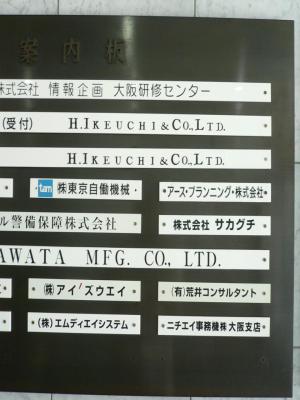 案内板
株式会社 情報企画 大阪研修センター
(受付) H.IKEUCHI & CO.,LTD.
H.IKEUCHI & CO.,LTD.
tam ㈱東京自働機械
アース・プランニング・株式会社
ル警備保障株式会社
株式会社 サカグチ
AWATA MFG. CO., LTD.
㈱アイ'ズウエイ
(有)荒井コンサルタント
(株)エムディエイシステム
ニチエイ事務機㈱大阪支店